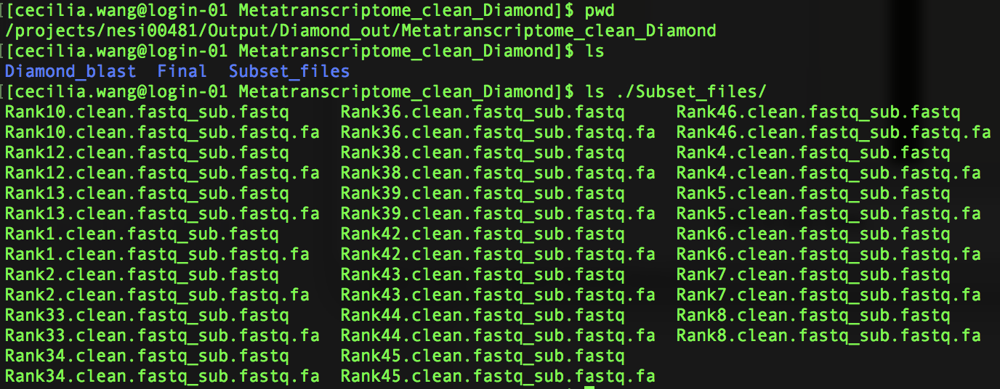 [[cecilia.wang@login-01 Metatranscriptome_clean_Diamond]$ pwd
/projects/nesi00481/Output/Diamond_out/Metatranscriptome_clean_Diamond
[[cecilia.wang@login-01 Metatranscriptome_clean_Diamond]$ ls
Diamond_blast  Final  Subset_files
[[cecilia.wang@login-01 Metatranscriptome_clean_Diamond]$ ls ./Subset_files/
Rank10.clean.fastq_sub.fastq     Rank36.clean.fastq_sub.fastq     Rank46.clean.fastq_sub.fastq
Rank10.clean.fastq_sub.fastq.fa  Rank36.clean.fastq_sub.fastq.fa  Rank46.clean.fastq_sub.fastq.fa
Rank12.clean.fastq_sub.fastq     Rank38.clean.fastq_sub.fastq     Rank4.clean.fastq_sub.fastq
Rank12.clean.fastq_sub.fastq.fa  Rank38.clean.fastq_sub.fastq.fa  Rank4.clean.fastq_sub.fastq.fa
Rank13.clean.fastq_sub.fastq     Rank39.clean.fastq_sub.fastq     Rank5.clean.fastq_sub.fastq
Rank13.clean.fastq_sub.fastq.fa  Rank39.clean.fastq_sub.fastq.fa  Rank5.clean.fastq_sub.fastq.fa
Rank1.clean.fastq_sub.fastq      Rank42.clean.fastq_sub.fastq     Rank6.clean.fastq_sub.fastq
Rank1.clean.fastq_sub.fastq.fa   Rank42.clean.fastq_sub.fastq.fa  Rank6.clean.fastq_sub.fastq.fa
Rank2.clean.fastq_sub.fastq      Rank43.clean.fastq_sub.fastq     Rank7.clean.fastq_sub.fastq
Rank2.clean.fastq_sub.fastq.fa   Rank43.clean.fastq_sub.fastq.fa  Rank7.clean.fastq_sub.fastq.fa
Rank33.clean.fastq_sub.fastq     Rank44.clean.fastq_sub.fastq     Rank8.clean.fastq_sub.fastq
Rank33.clean.fastq_sub.fastq.fa  Rank44.clean.fastq_sub.fastq.fa  Rank8.clean.fastq_sub.fastq.fa
Rank34.clean.fastq_sub.fastq     Rank45.clean.fastq_sub.fastq
Rank34.clean.fastq_sub.fastq.fa  Rank45.clean.fastq_sub.fastq.fa